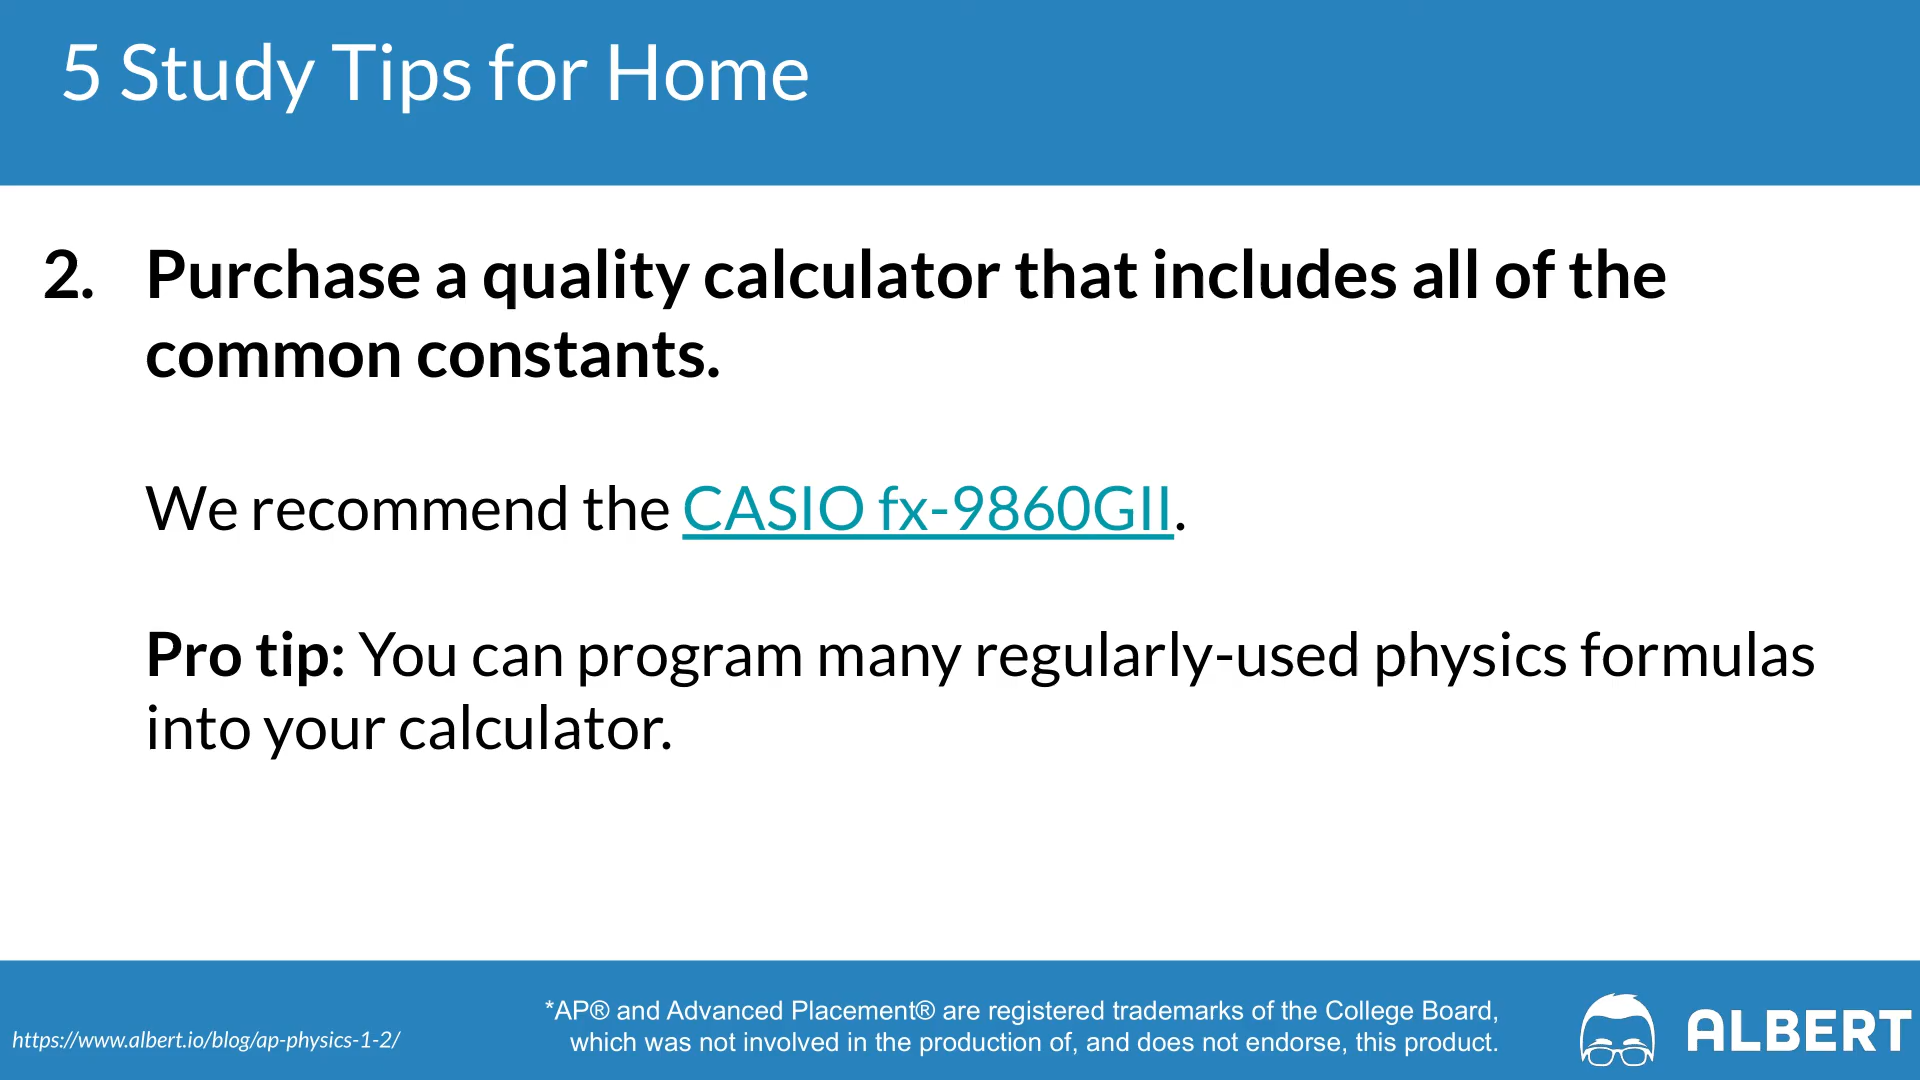 5 Study Tips for Home
2. Purchase a quality calculator that includes all of the
common constants.
We recommend the CASIO fx-9860GII.
Pro tip: You can program many regularly-used physics formulas
into your calculator.
*AP® and Advanced Placement® are registered trademarks of the College Board,
which was not involved in the production of, and does not endorse, this product.
https://www.albert.io/blog/ap-physics-1-2/
ALBERT